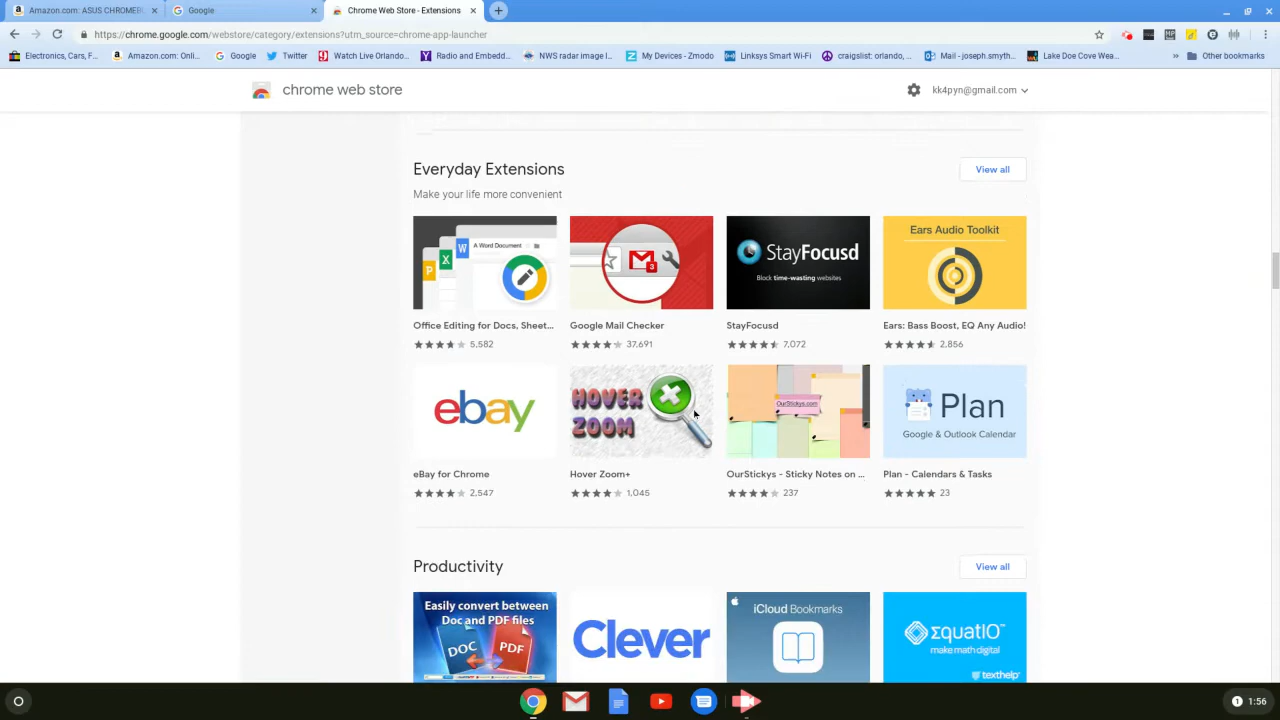 Amazon.com: ASUS CHROMEB
Google
Chrome Web Store - Extensions
https://chrome.google.com/webstore/category/extensions?utm_source=chrome-app-launcher
Electronics, Cars, F...
Amazon.com: Onli...
Google
Twitter
Watch Live Orlando...
Radio and Embedd...
NWS radar image l...
My Devices - Zmodo
Linksys Smart Wi-Fi
craigslist: orlando, ...
Mail - joseph.smyth...
Lake Doe Cove Wea...
Other bookmarks
chrome web store
kk4pyn@gmail.com
Everyday Extensions
View all
Make your life more convenient
A Word Document
W
X
P
3
StayFocusd
Block time-wasting websites
Ears Audio Toolkit
Office Editing for Docs, Sheet...
Google Mail Checker
StayFocusd
Ears: Bass Boost, EQ Any Audio!
5,582
37,691
7,072
2,856
ebay
HOVER
ZOOM
OurStickys.com
Plan
Google & Outlook Calendar
eBay for Chrome
Hover Zoom+
OurStickys - Sticky Notes on ...
Plan - Calendars & Tasks
2,547
1,045
237
23
Productivity
View all
Easily convert between
Doc and PDF files
DOC
PDF
Clever
iCloud Bookmarks
EquatIO™
make math digital
texthelp
1
1:56